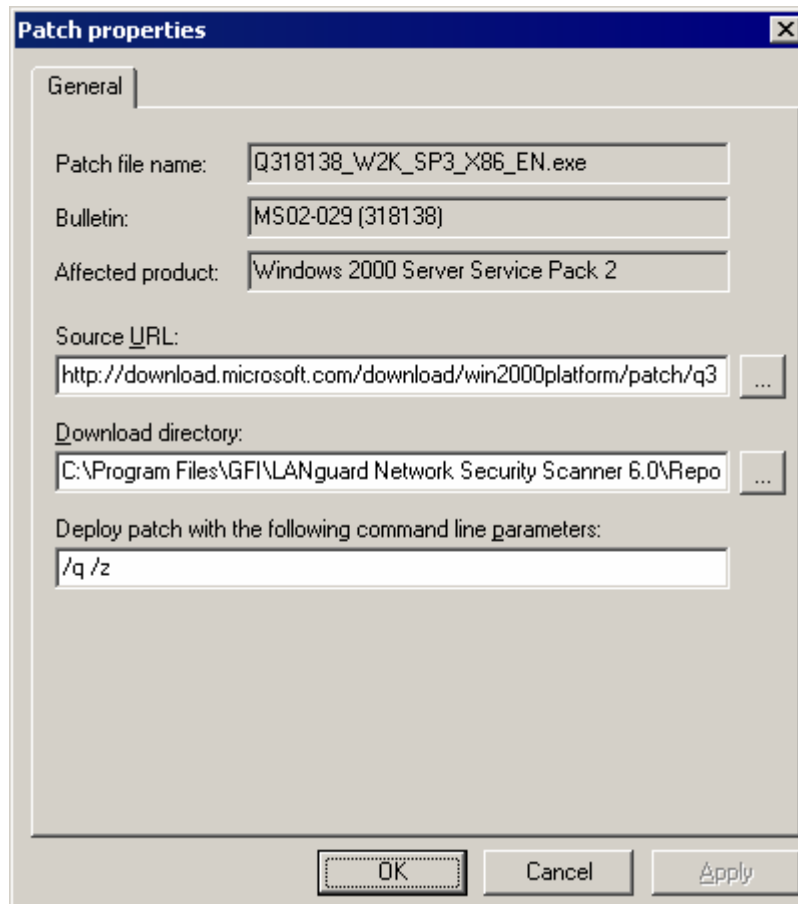 Patch properties
General
Patch file name: Q318138_W2K_SP3_X86_EN.exe
Bulletin: MS02-029 (318138)
Affected product: Windows 2000 Server Service Pack 2
Source URL:
http://download.microsoft.com/download/win2000platform/patch/q3 ...
Download directory:
C:\Program Files\GFI\LANguard Network Security Scanner 6.0\Repo ...
Deploy patch with the following command line parameters:
/q /z
OK Cancel Apply